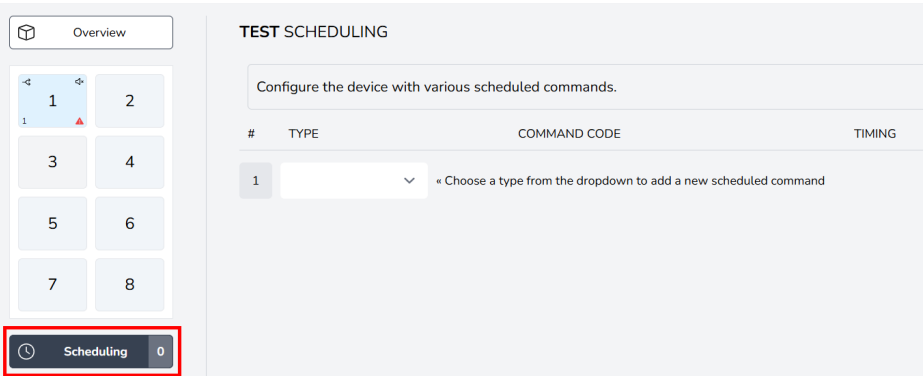 Overview
1
1
2
3
4
5
6
7
8
Scheduling 0
TEST SCHEDULING
Configure the device with various scheduled commands.
# TYPE COMMAND CODE TIMING
1 « Choose a type from the dropdown to add a new scheduled command